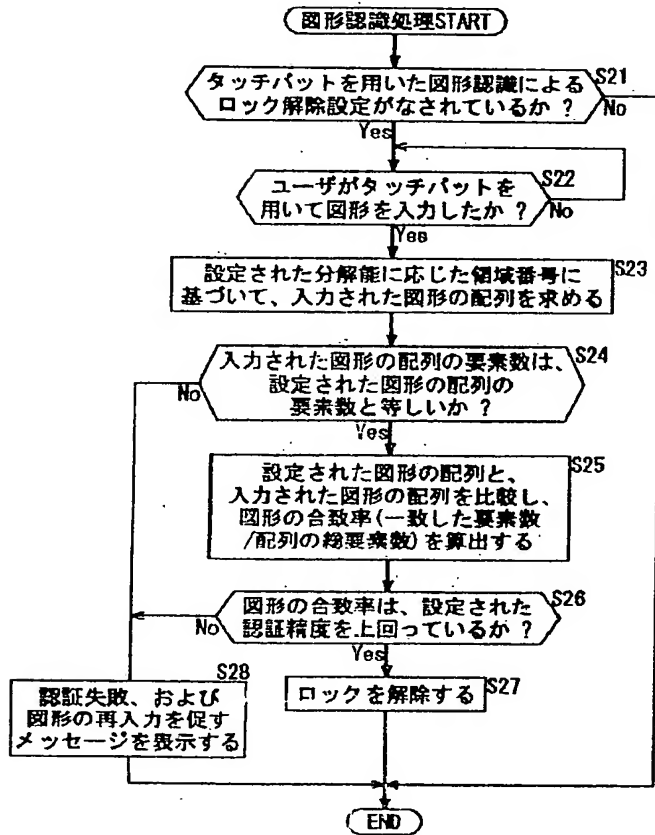 図形認識処理START
タッチパットを用いた図形認識による
ロック解除設定がなされているか ?
S21
No
Yes
ユーザがタッチパットを
用いて図形を入力したか ?
S22
No
Yes
設定された分解能に応じた領域番号に
基づいて、入力された図形の配列を求める
S23
入力された図形の配列の要素数は、
設定された図形の配列の
要素数と等しいか ?
S24
No
Yes
設定された図形の配列と、
入力された図形の配列を比較し、
図形の合致率(一致した要素数
/配列の総要素数)を算出する
S25
図形の合致率は、設定された
認証精度を上回っているか ?
S26
No
Yes
ロックを解除する
S27
S28
認証失敗、および
図形の再入力を促す
メッセージを表示する
END